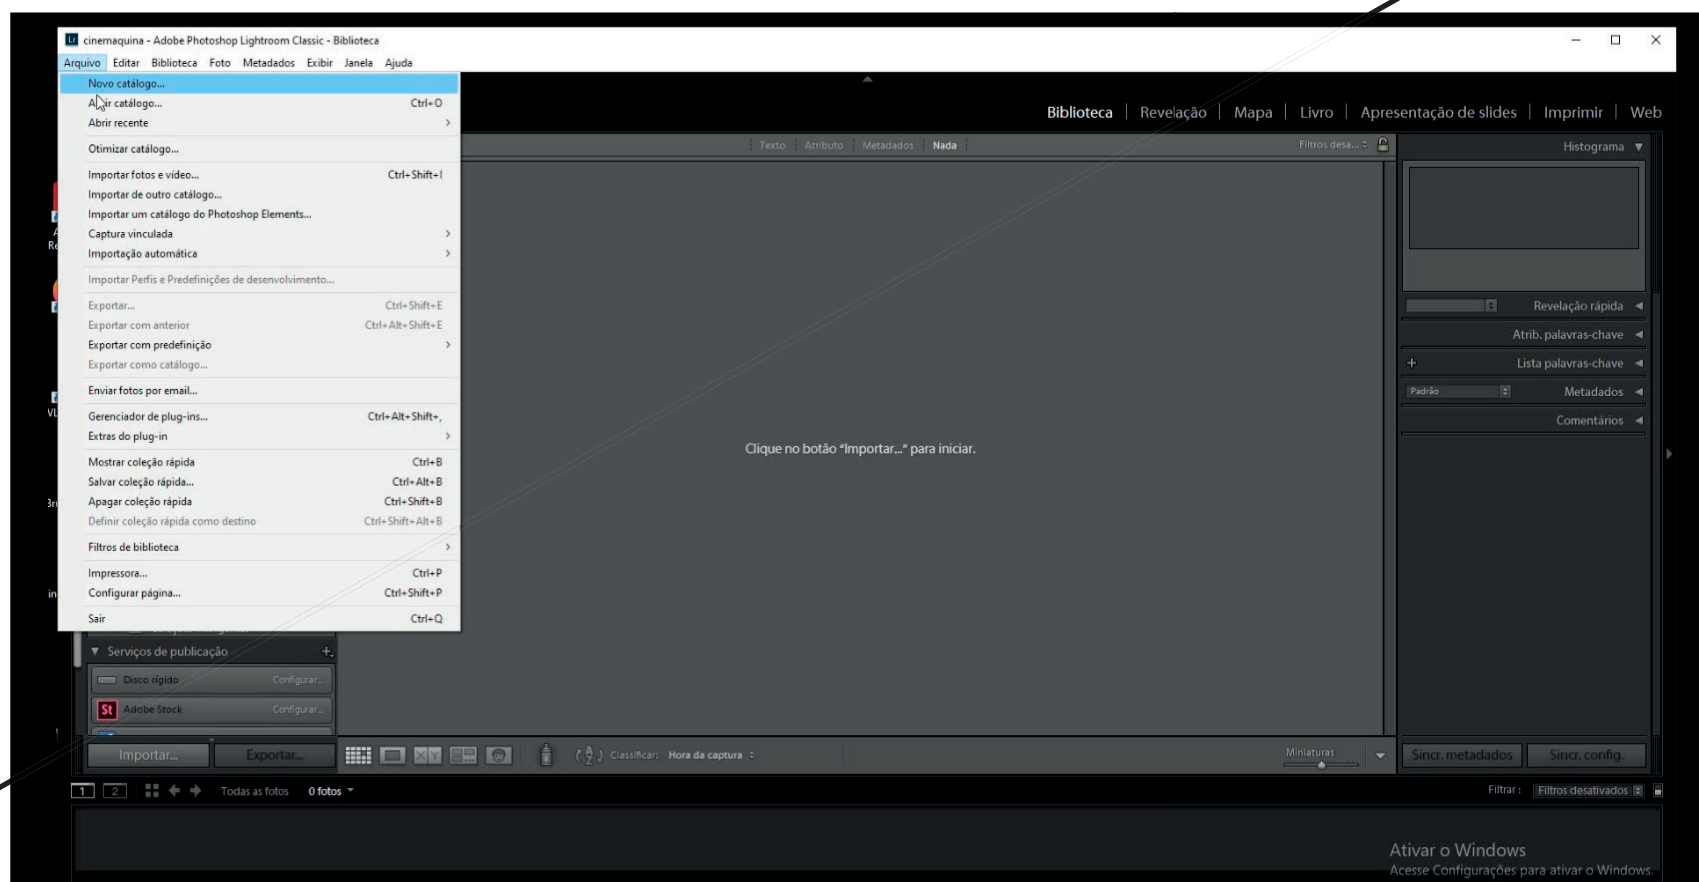 Lr cinemaquina - Adobe Photoshop Lightroom Classic - Biblioteca
Arquivo Editar Biblioteca Foto Metadados Exibir Janela Ajuda
Novo catálogo...
Abrir catálogo... Ctrl+O
Abrir recente
Otimizar catálogo...
Importar fotos e vídeo... Ctrl+Shift+I
Importar de outro catálogo...
Importar um catálogo do Photoshop Elements...
Captura vinculada
Importação automática
Importar Perfis e Predefinições de desenvolvimento...
Exportar... Ctrl+Shift+E
Exportar com anterior Ctrl+Alt+Shift+E
Exportar com predefinição
Exportar como catálogo...
Enviar fotos por email...
Gerenciador de plug-ins... Ctrl+Alt+Shift+,
Extras do plug-in
Mostrar coleção rápida Ctrl+B
Salvar coleção rápida... Ctrl+Alt+B
Apagar coleção rápida Ctrl+Shift+B
Definir coleção rápida como destino Ctrl+Shift+Alt+B
Filtros de biblioteca
Impressora... Ctrl+P
Configurar página... Ctrl+Shift+P
Sair Ctrl+Q
Biblioteca | Revelação | Mapa | Livro | Apresentação de slides | Imprimir | Web
Texto Atributo Metadados Nada Filtros desa...
Histograma
Revelação rápida
Atrib. palavras-chave
+ Lista palavras-chave
Padrão Metadados
Comentários
Clique no botão "Importar..." para iniciar.
Serviços de publicação +
Disco rígido Configurar...
St Adobe Stock Configurar...
Importar... Exportar... XY Classificar: Hora da captura Miniaturas Sincr. metadados Sincr. config.
1 2 Todas as fotos 0 fotos Filtrar : Filtros desativados
Ativar o Windows
Acesse Configurações para ativar o Windows.